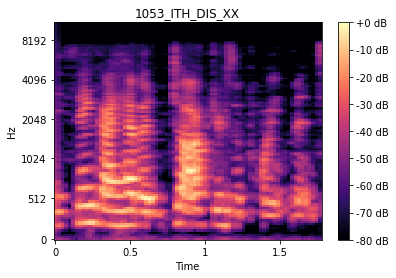 1053_ITH_DIS_XX
+0 dB
8192
-10 dB
4096
-20 dB
-30 dB
2048
Hz
-40 dB
1024
-50 dB
512
-60 dB
-70 dB
0
-80 dB
0
0.5
1
1.5
Time